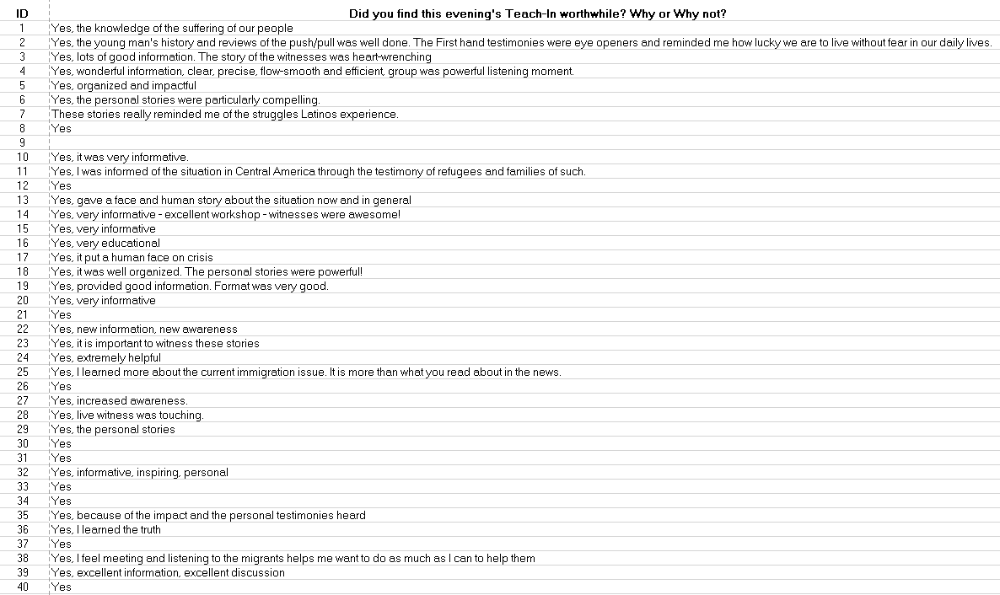 ID Did you find this evening's Teach-In worthwhile? Why or Why not?
1 Yes, the knowledge of the suffering of our people
2 Yes, the young man's history and reviews of the push/pull was well done. The First hand testimonies were eye openers and reminded me how lucky we are to live without fear in our daily lives.
3 Yes, lots of good information. The story of the witnesses was heart-wrenching
4 Yes, wonderful information, clear, precise, flow-smooth and efficient, group was powerful listening moment.
5 Yes, organized and impactful
6 Yes, the personal stories were particularly compelling.
7 These stories really reminded me of the struggles Latinos experience.
8 Yes
9
10 Yes, it was very informative.
11 Yes, I was informed of the situation in Central America through the testimony of refugees and families of such.
12 Yes
13 Yes, gave a face and human story about the situation now and in general
14 Yes, very informative - excellent workshop - witnesses were awesome!
15 Yes, very informative
16 Yes, very educational
17 Yes, it put a human face on crisis
18 Yes, it was well organized. The personal stories were powerful!
19 Yes, provided good information. Format was very good.
20 Yes, very informative
21 Yes
22 Yes, new information, new awareness
23 Yes, it is important to witness these stories
24 Yes, extremely helpful
25 Yes, I learned more about the current immigration issue. It is more than what you read about in the news.
26 Yes
27 Yes, increased awareness.
28 Yes, live witness was touching.
29 Yes, the personal stories
30 Yes
31 Yes
32 Yes, informative, inspiring, personal
33 Yes
34 Yes
35 Yes, because of the impact and the personal testimonies heard
36 Yes, I learned the truth
37 Yes
38 Yes, I feel meeting and listening to the migrants helps me want to do as much as I can to help them
39 Yes, excellent information, excellent discussion
40 Yes